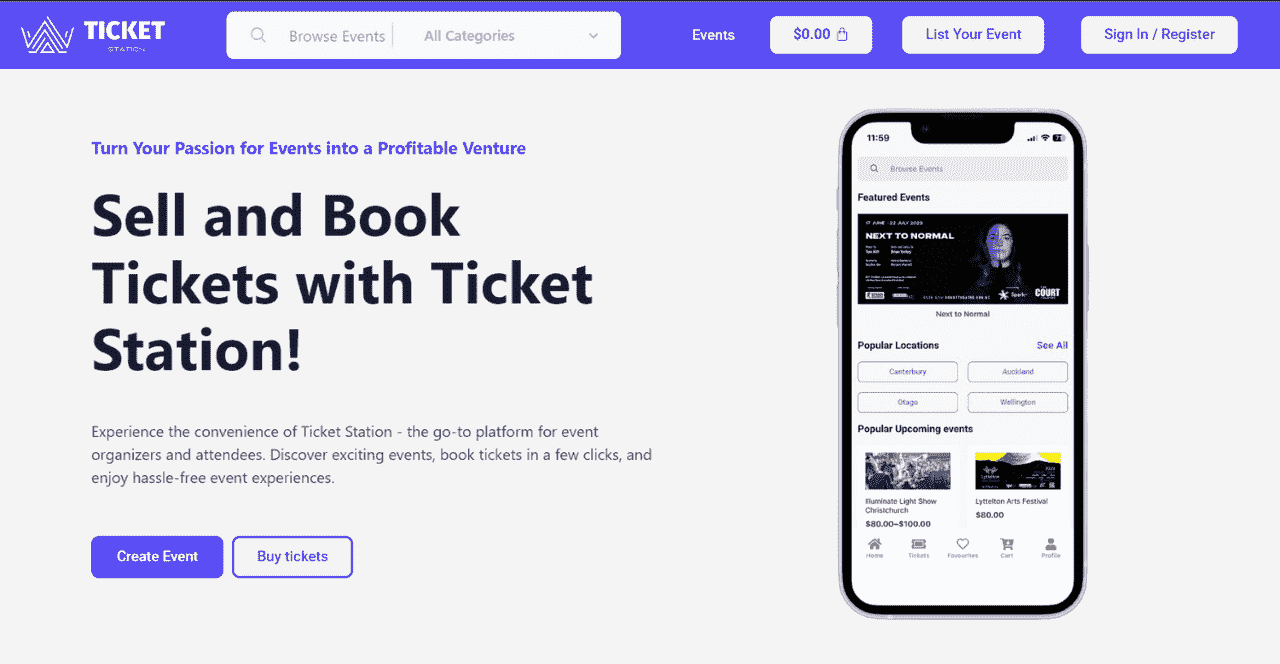 TICKET
STATION
Browse Events
All Categories
Events
$0.00
List Your Event
Sign In / Register
Turn Your Passion for Events into a Profitable Venture
Sell and Book
Tickets with Ticket
Station!
Experience the convenience of Ticket Station - the go-to platform for event
organizers and attendees. Discover exciting events, book tickets in a few clicks, and
enjoy hassle-free event experiences.
Create Event
Buy tickets
11:59
Browse Events
Featured Events
NEXT TO NORMAL
COURT
Next to Normal
Popular Locations
See All
Canterbury
Auckland
Otago
Wellington
Popular Upcoming events
Illuminate Light Show
Christchurch
$80.00–$100.00
Lyttelton Arts Festival
$80.00
Home
Tickets
Favourites
Cart
Profile